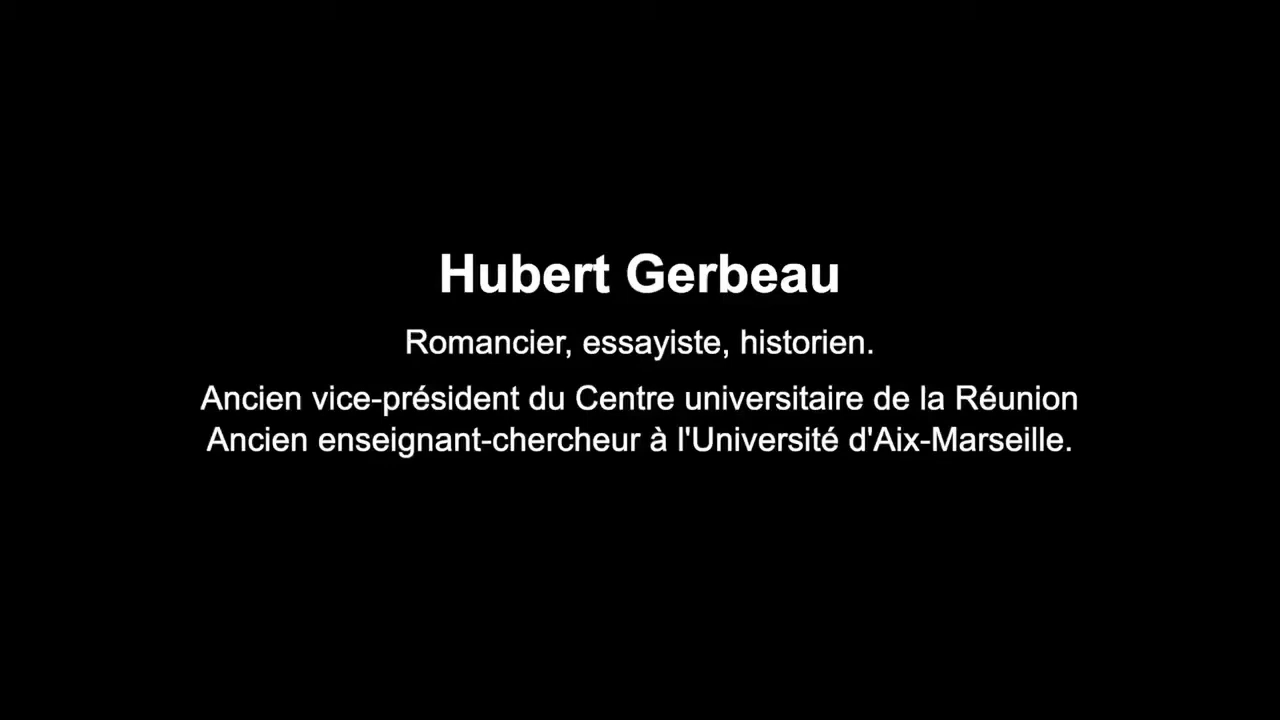 Hubert Gerbeau
Romancier, essayiste, historien.
Ancien vice-président du Centre universitaire de la Réunion
Ancien enseignant-chercheur à l'Université d'Aix-Marseille.